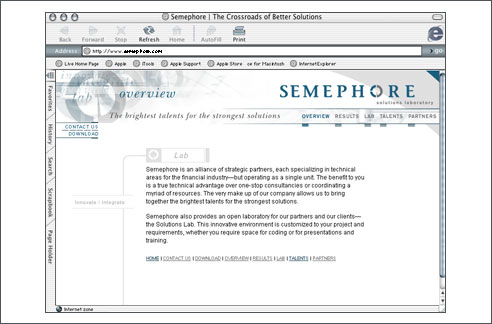 Semephore | The Crossroads of Better Solutions
Back Forward Stop Refresh Home AutoFill Print
Address: http://www.semephore.com/ go
Live Home Page Apple iTools Apple Support Apple Store ce for Macintosh InternetExplorer
Favorites
History
Search
Scrapbook
Page Holder
Lab overview
SEMEPHORE
solutions laboratory
The brightest talents for the strongest solutions
OVERVIEW RESULTS LAB TALENTS PARTNERS
CONTACT US
DOWNLOAD
Lab
Innovate | Integrate
Semephore is an alliance of strategic partners, each specializing in technical
areas for the financial industry—but operating as a single unit. The benefit to you
is a true technical advantage over one-stop consultancies or coordinating a
myriad of resources. The very make up of our company allows us to bring
together the brightest talents for the strongest solutions.
Semephore also provides an open laboratory for our partners and our clients—
the Solutions Lab. This innovative environment is customized to your project and
requirements, whether you require space for coding or for presentations and
training.
HOME | CONTACT US | DOWNLOAD | OVERVIEW | RESULTS | LAB | TALENTS | PARTNERS
Internet zone